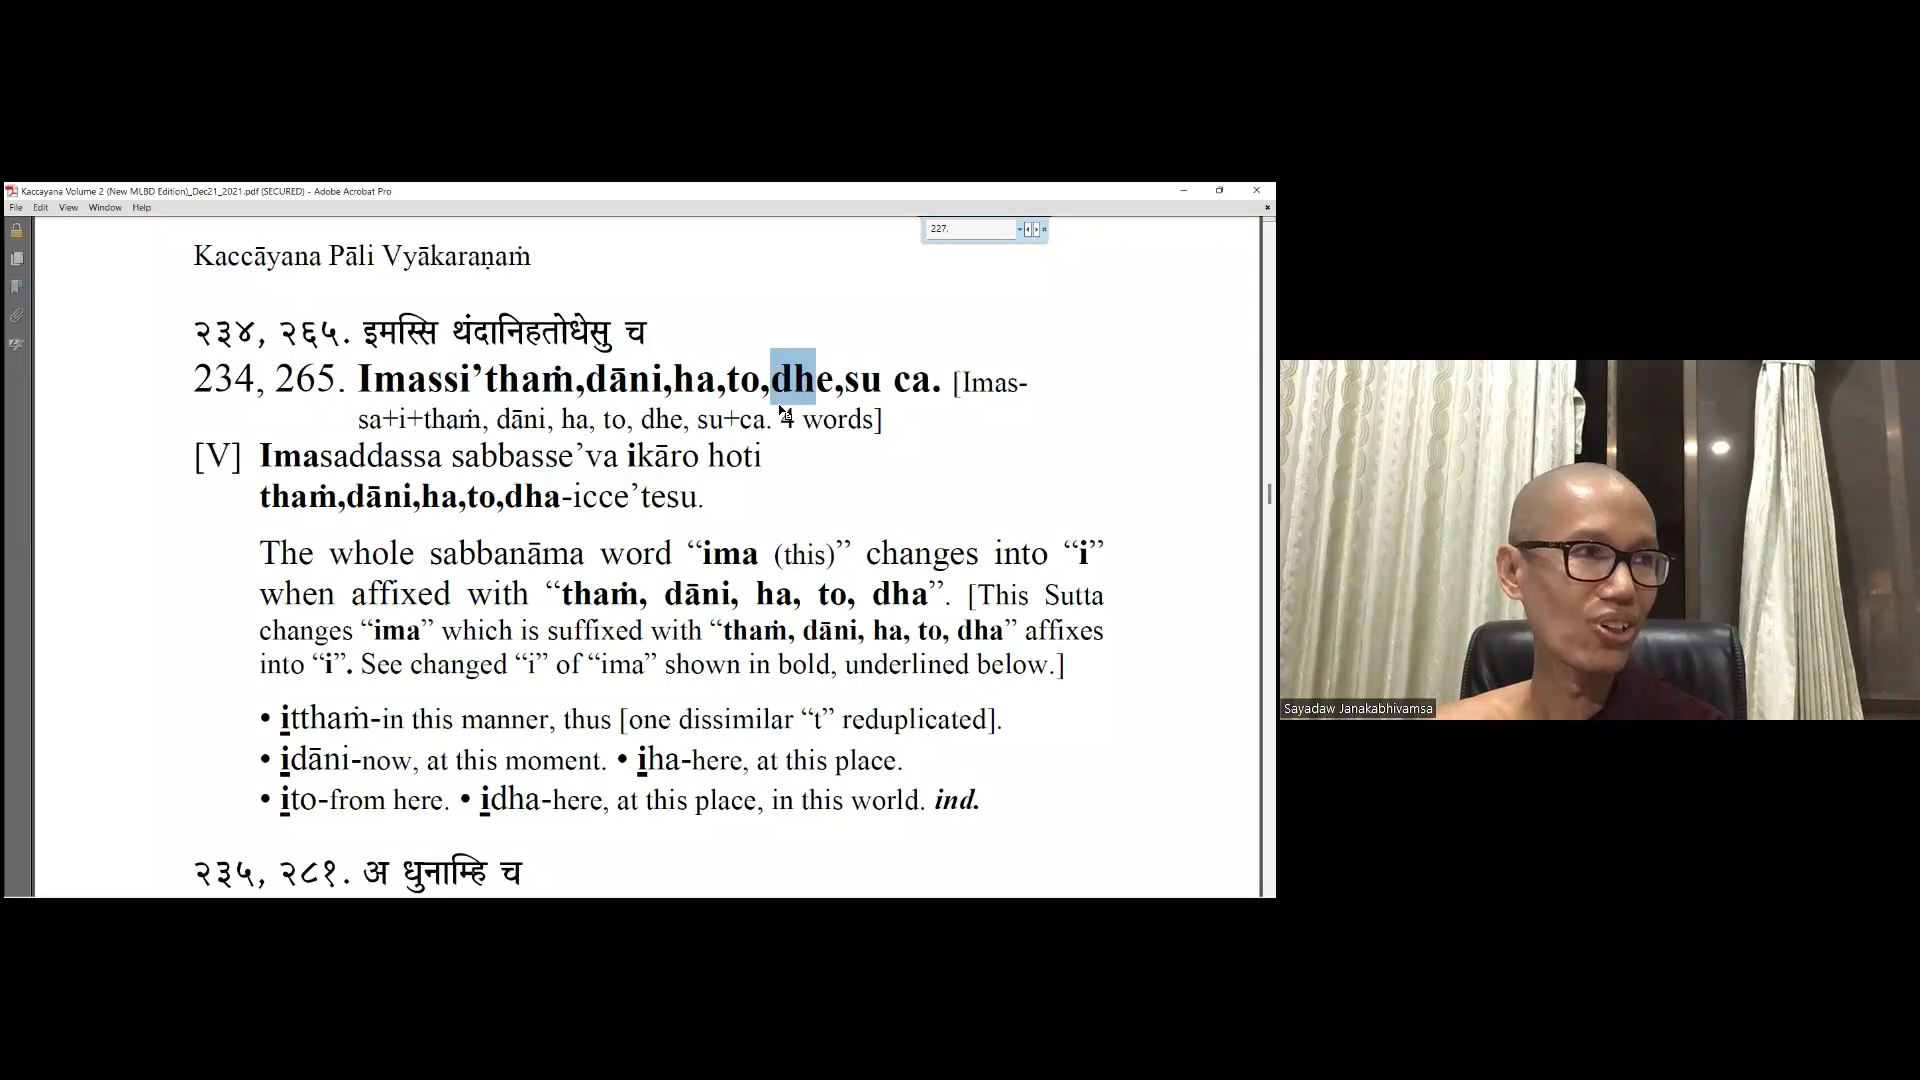 Kaccayana Volume 2 (New MLBD Edition)_Dec21_2021.pdf (SECURED) - Adobe Acrobat Pro
File Edit View Window Help
227.
Kaccāyana Pāli Vyākaraṇaṁ
२३४, २६५. इमस्सि थंदानिहतोधेसु च
234, 265. Imassi’thaṁ,dāni,ha,to,dhe,su ca. [Imas-
sa+i+thaṁ, dāni, ha, to, dhe, su+ca. 4 words]
[V] Imasaddassa sabbasse’va ikāro hoti
thaṁ,dāni,ha,to,dha-icce’tesu.
The whole sabbanāma word “ima (this)” changes into “i”
when affixed with “thaṁ, dāni, ha, to, dha”. [This Sutta
changes “ima” which is suffixed with “thaṁ, dāni, ha, to, dha” affixes
into “i”. See changed “i” of “ima” shown in bold, underlined below.]
• itthaṁ-in this manner, thus [one dissimilar “t” reduplicated].
• idāni-now, at this moment. • iha-here, at this place.
• ito-from here. • idha-here, at this place, in this world. ind.
२३५, २८१. अ धुनाम्हि च
Sayadaw Janakabhivamsa